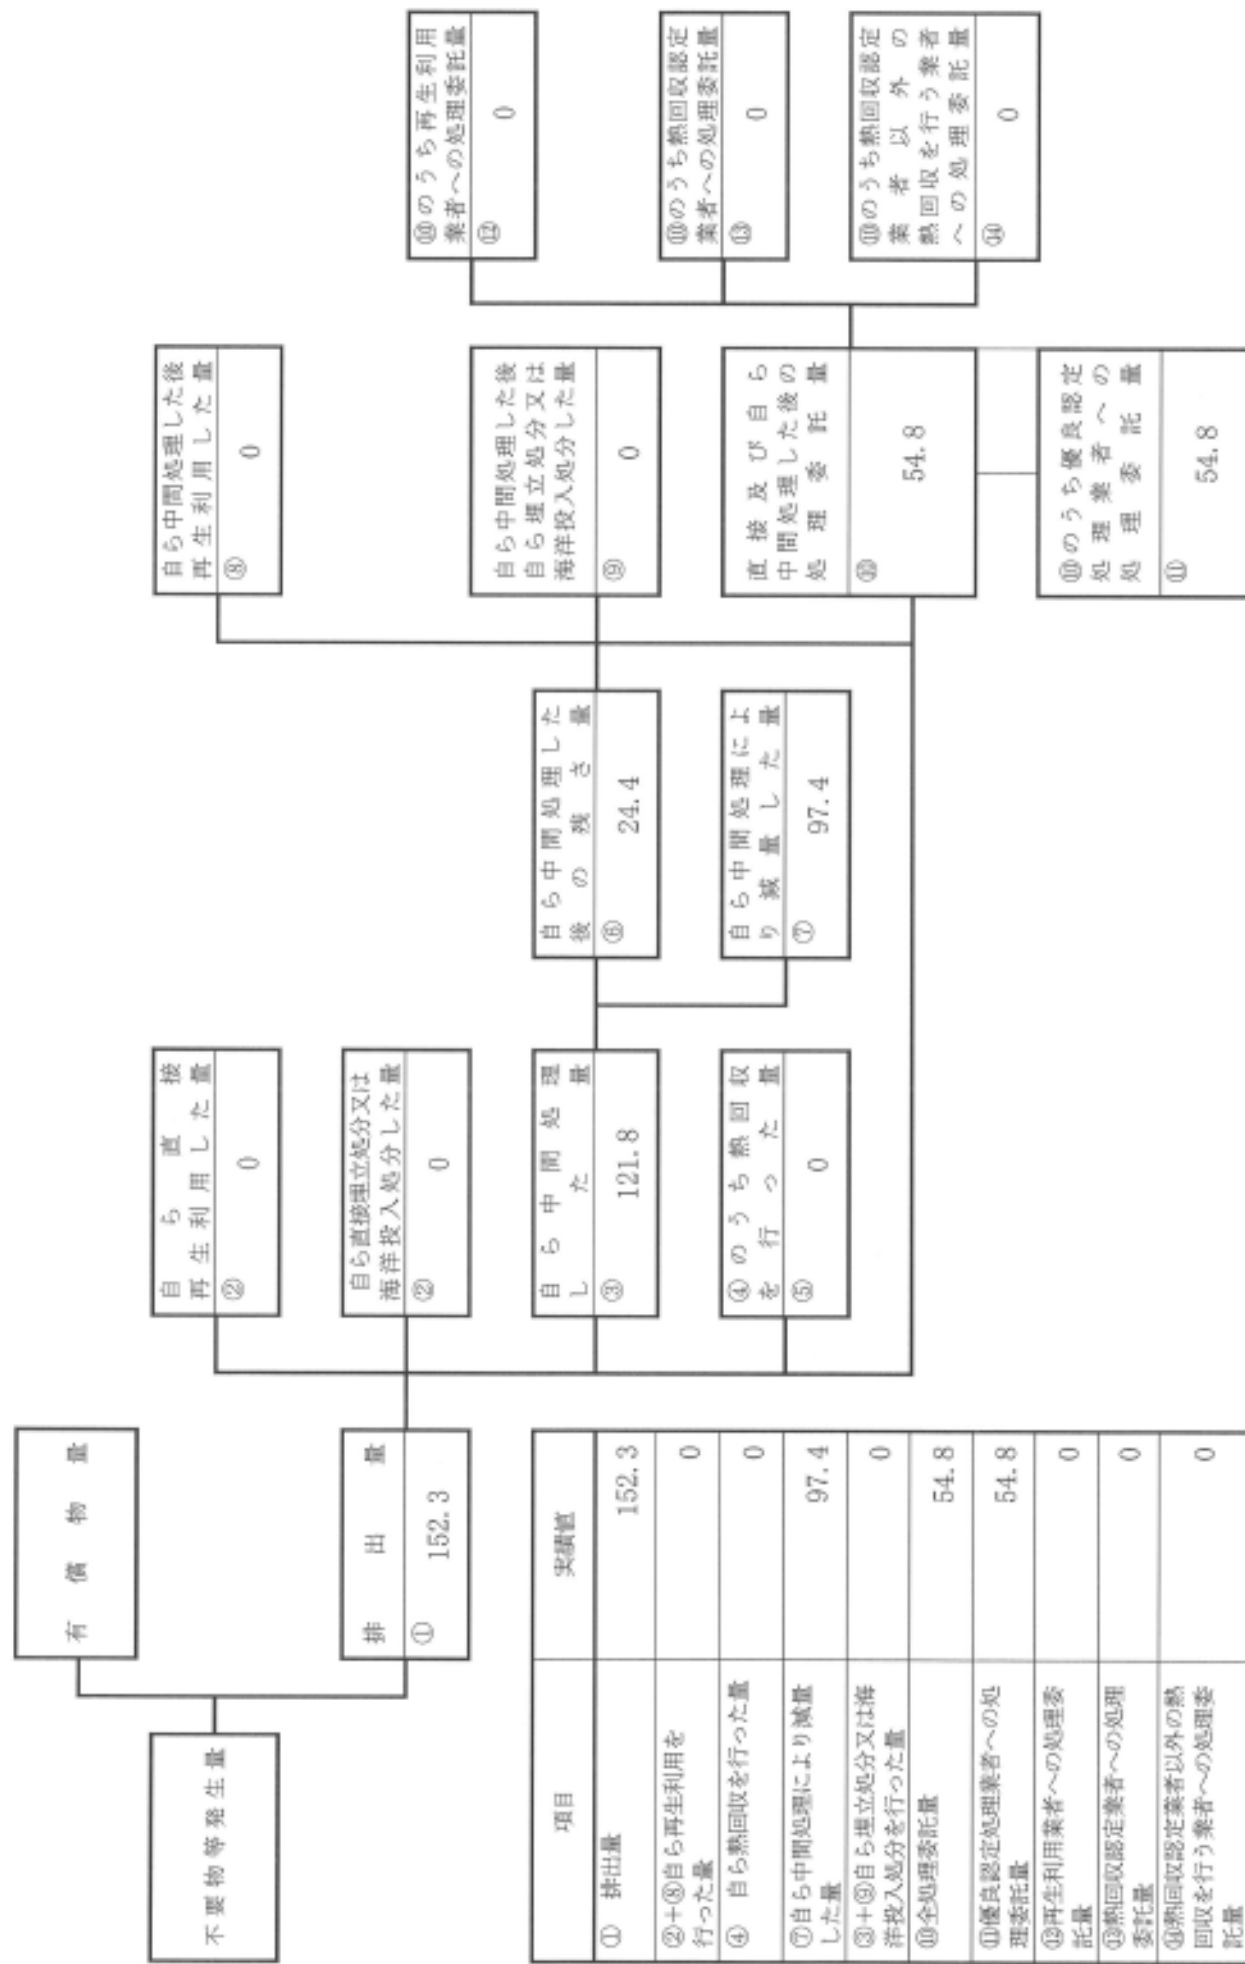 不要物等発生量
有償物量
排出量
① 152.3
自ら直接
再生利用した量
② 0
自ら直接埋立処分又は
海洋投入処分した量
② 0
自ら中間処理
した量
③ 121.8
④のうち熱回収
を行った量
⑤ 0
自ら中間処理した
後の残さ量
⑥ 24.4
自ら中間処理によ
り減量した量
⑦ 97.4
自ら中間処理した後
再生利用した量
⑧ 0
自ら中間処理した後
自ら埋立処分又は
海洋投入処分した量
⑨ 0
直接及び自ら
中間処理した後の
処理委託量
⑩ 54.8
⑩のうち優良認定
処理業者への
処理委託量
⑪ 54.8
⑩のうち再生利用
業者への処理委託量
⑫ 0
⑩のうち熱回収認定
業者への処理委託量
⑬ 0
⑩のうち熱回収認定
業者以外の
熱回収を行う業者
への処理委託量
⑭ 0
項目 実績値
① 排出量 152.3
②+⑧自ら再生利用を
行った量 0
④ 自ら熱回収を行った量 0
⑦自ら中間処理により減量
した量 97.4
③+⑨自ら埋立処分又は海
洋投入処分を行った量 0
⑩全処理委託量 54.8
⑪優良認定処理業者への処
理委託量 54.8
⑫再生利用業者への処理委
託量 0
⑬熱回収認定業者への処理
委託量 0
⑭熱回収認定業者以外の熱
回収を行う業者への処理委
託量 0